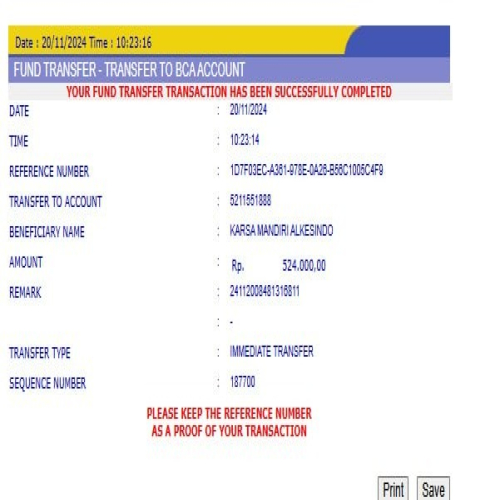 Date : 20/11/2024 Time : 10:23:16
FUND TRANSFER - TRANSFER TO BCA ACCOUNT
YOUR FUND TRANSFER TRANSACTION HAS BEEN SUCCESSFULLY COMPLETED
DATE : 20/11/2024
TIME : 10:23:14
REFERENCE NUMBER : 1D7F03EC-A361-978E-0A26-B56C1006C4F9
TRANSFER TO ACCOUNT : 5211551888
BENEFICIARY NAME : KARSA MANDIRI ALKESINDO
AMOUNT : Rp. 524.000,00
REMARK : 24112008481316811
: -
TRANSFER TYPE : IMMEDIATE TRANSFER
SEQUENCE NUMBER : 187700
PLEASE KEEP THE REFERENCE NUMBER
AS A PROOF OF YOUR TRANSACTION
Print Save